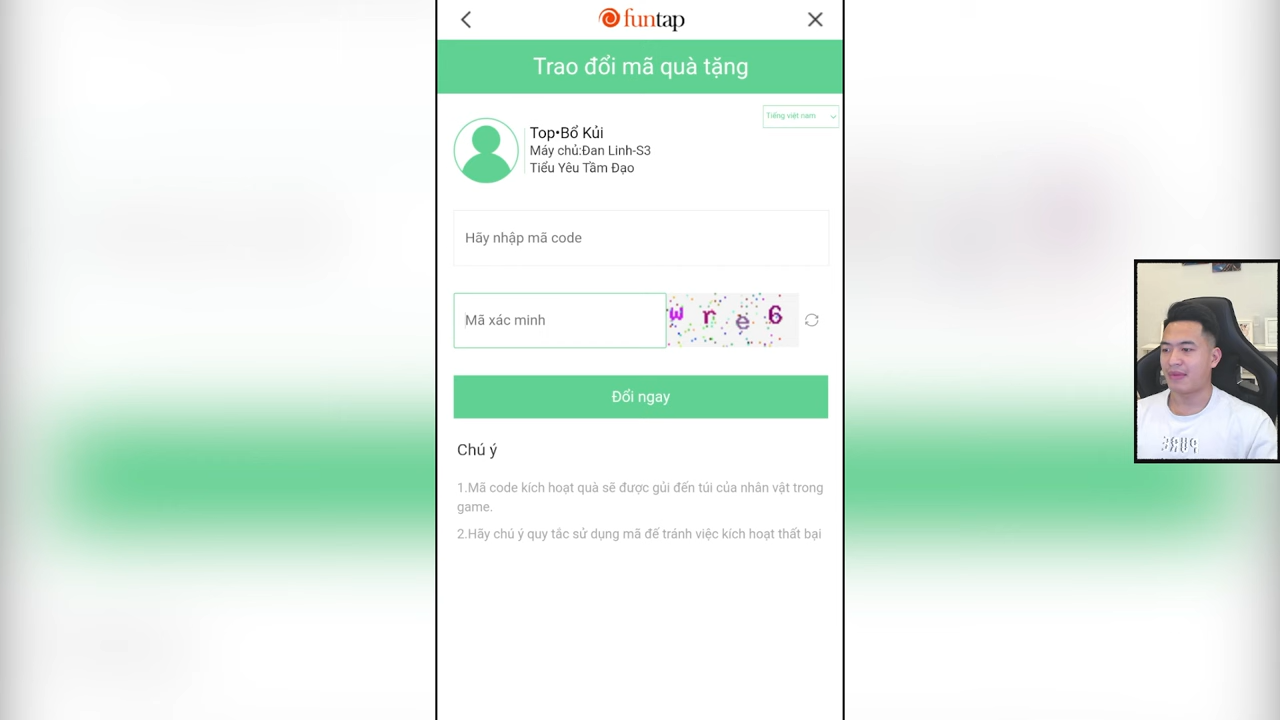 funtap
Trao đổi mã quà tặng
Tiếng việt nam
Top•Bổ Kủi
Máy chủ:Đan Linh-S3
Tiểu Yêu Tầm Đạo
Hãy nhập mã code
Mã xác minh
w r e 6
Đổi ngay
Chú ý
1.Mã code kích hoạt quà sẽ được gủi đến túi của nhân vật trong
game.
2.Hãy chú ý quy tắc sử dụng mã để tránh việc kích hoạt thất bại